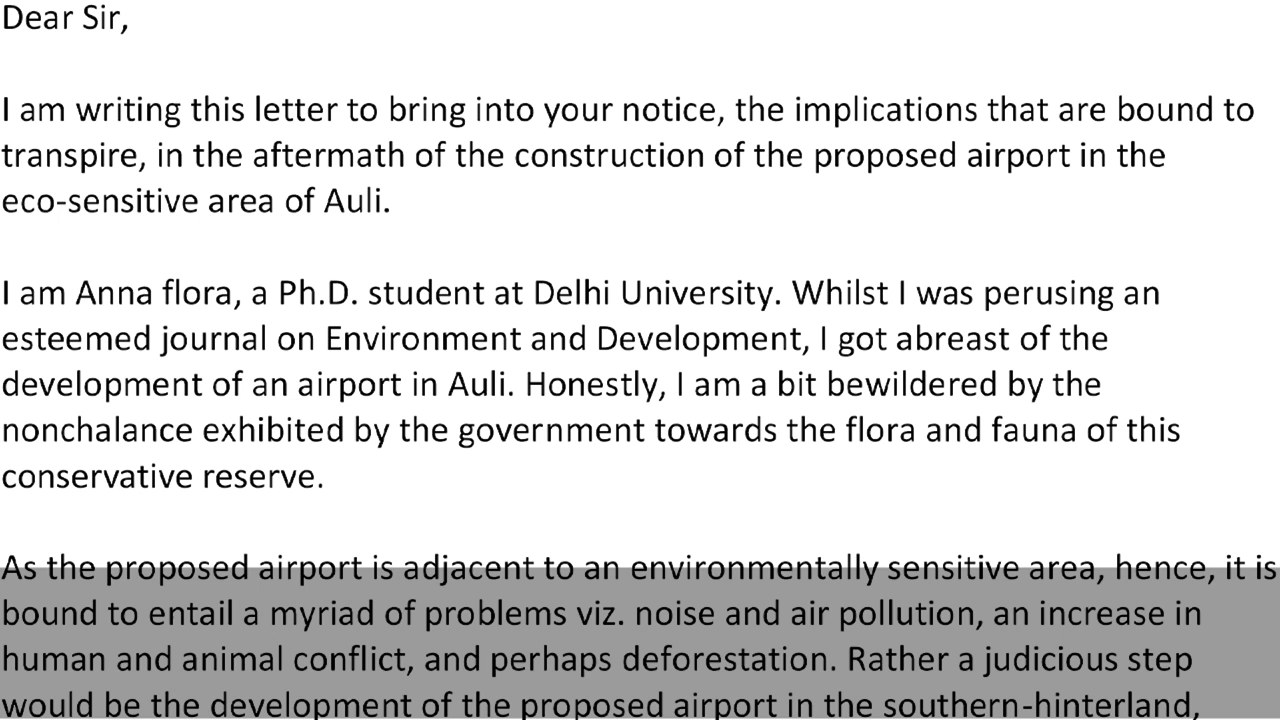 Dear Sir,
I am writing this letter to bring into your notice, the implications that are bound to
transpire, in the aftermath of the construction of the proposed airport in the
eco-sensitive area of Auli.
I am Anna flora, a Ph.D. student at Delhi University. Whilst I was perusing an
esteemed journal on Environment and Development, I got abreast of the
development of an airport in Auli. Honestly, I am a bit bewildered by the
nonchalance exhibited by the government towards the flora and fauna of this
conservative reserve.
As the proposed airport is adjacent to an environmentally sensitive area, hence, it is
bound to entail a myriad of problems viz. noise and air pollution, an increase in
human and animal conflict, and perhaps deforestation. Rather a judicious step
would be the development of the proposed airport in the southern-hinterland,